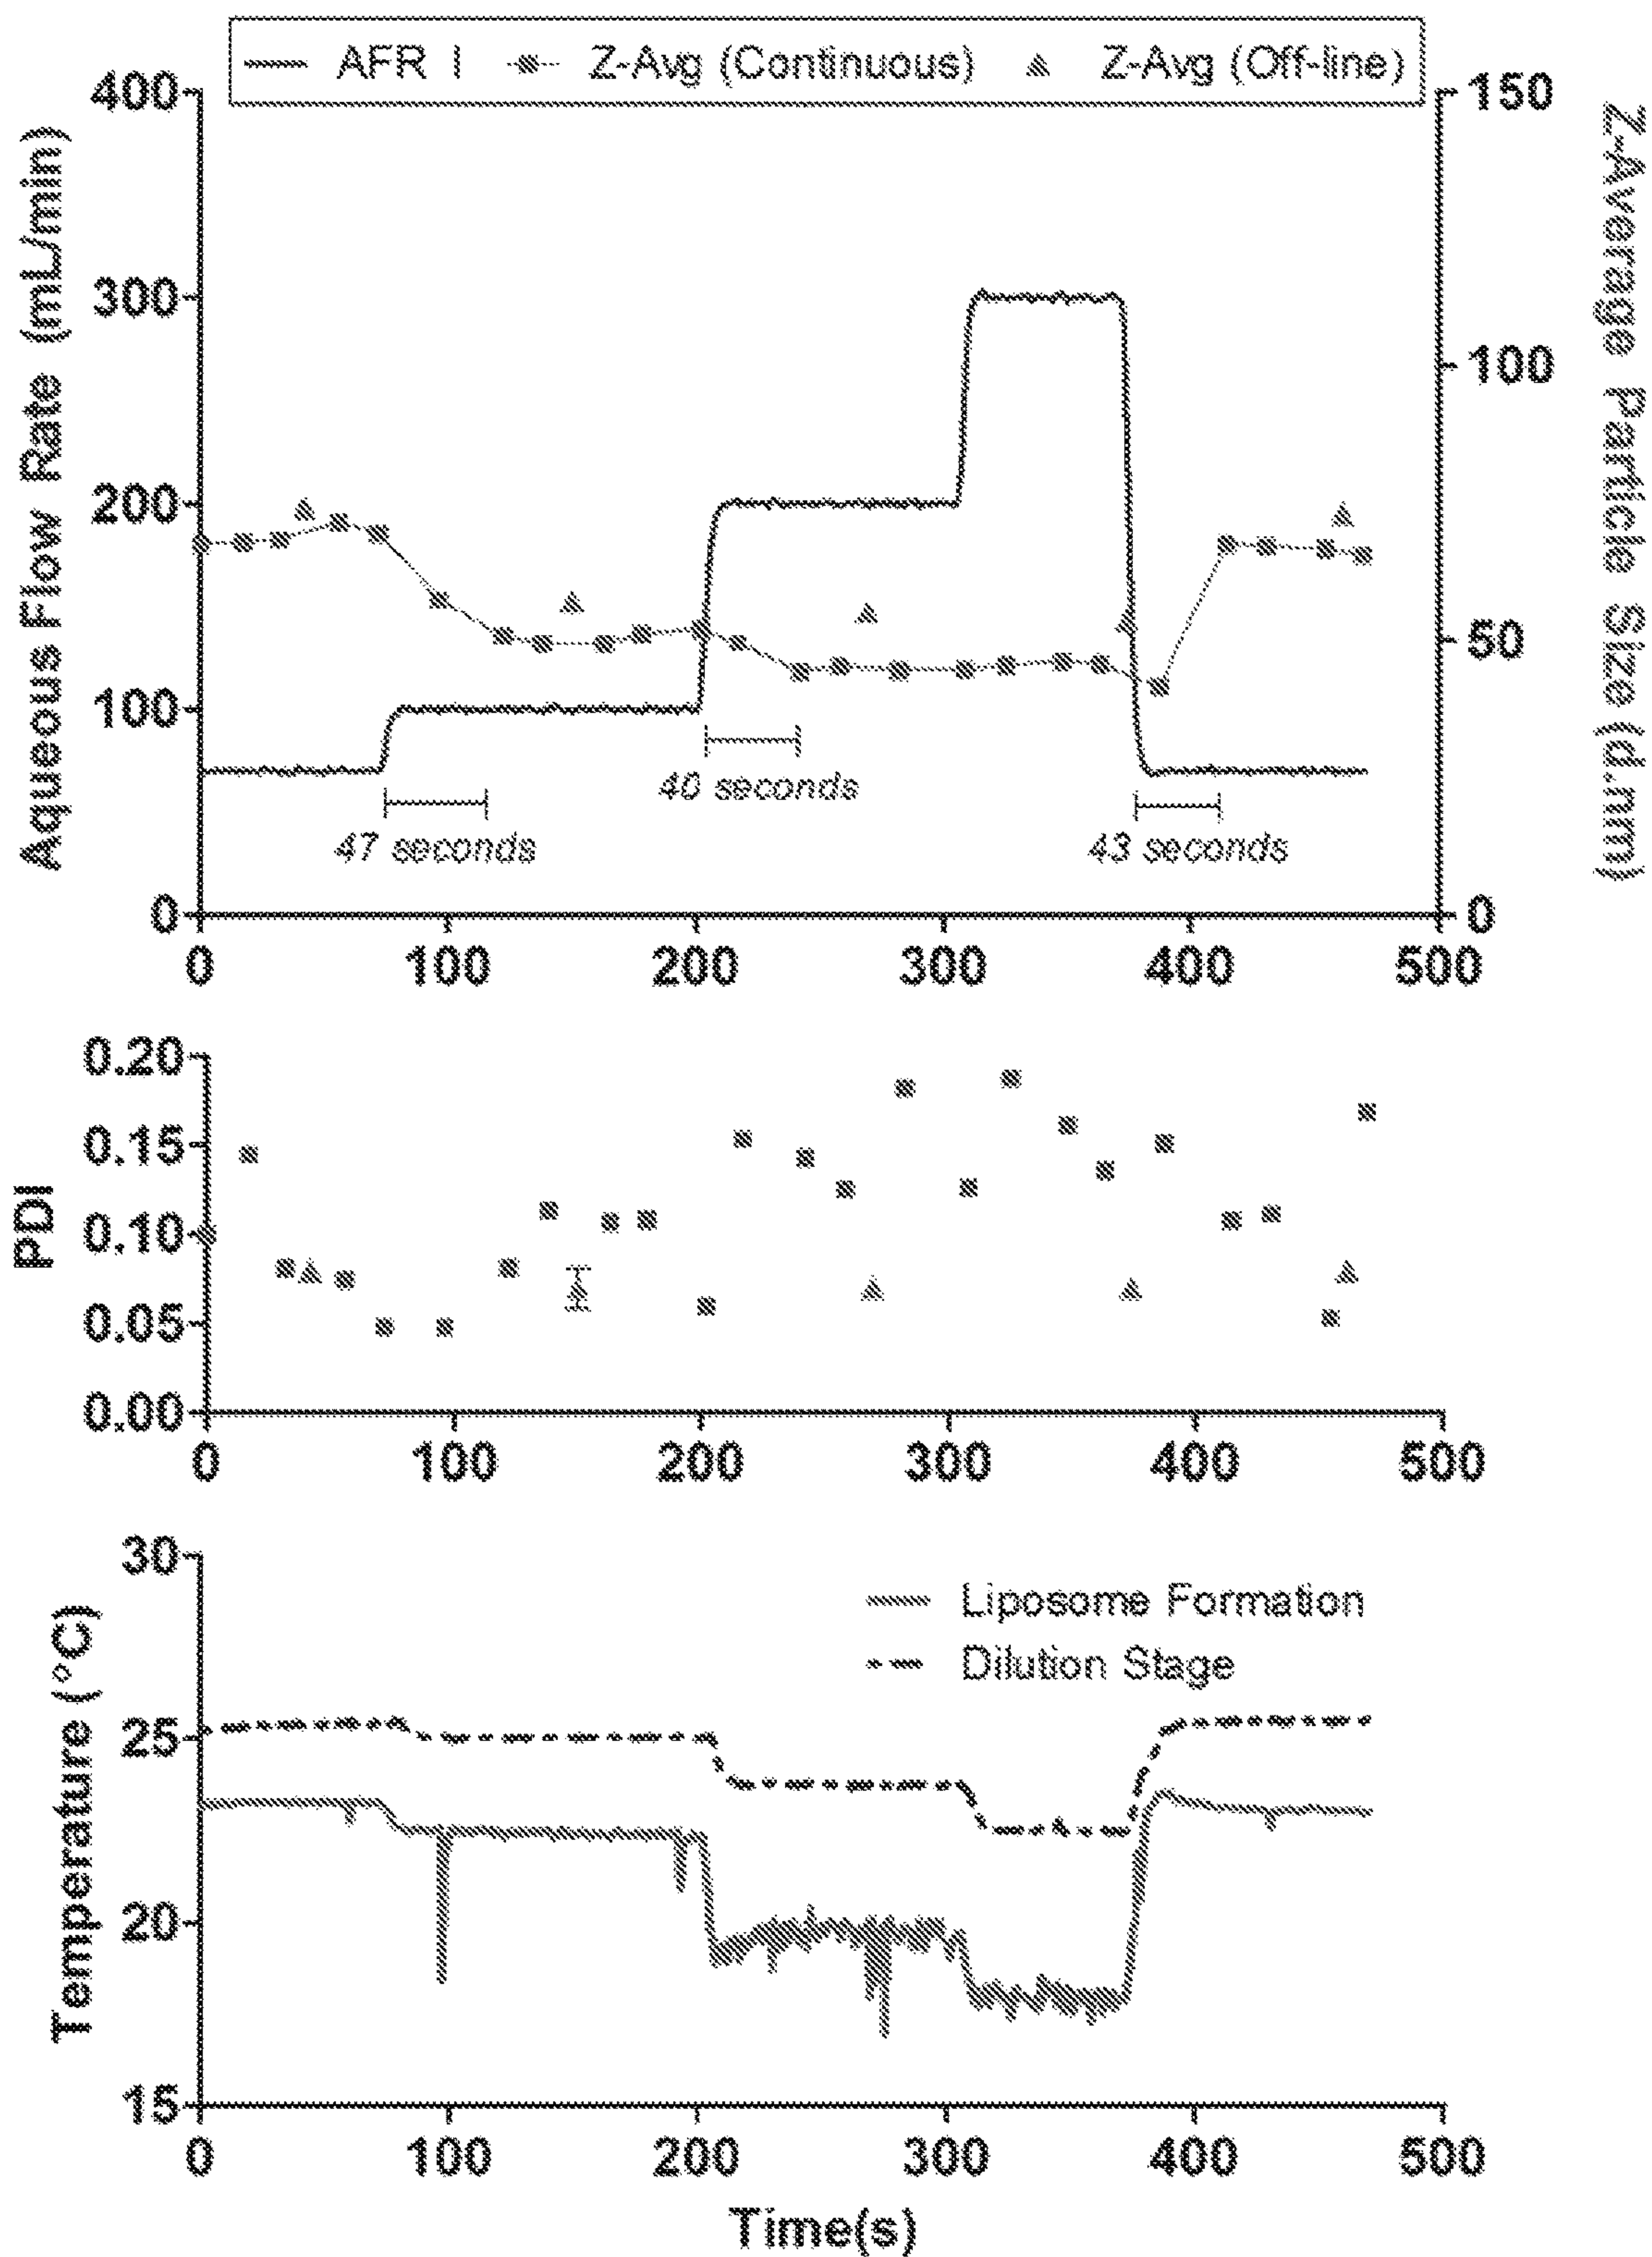 AFR I Z-Avg (Continuous) Z-Avg (Off-line)
400
300
200
100
0
Aqueous Flow Rate (mL/min)
150
100
50
0
Z-Average Particle Size (d.nm)
47 seconds
40 seconds
43 seconds
0 100 200 300 400 500
0.20
0.15
0.10
0.05
0.00
PDI
0 100 200 300 400 500
30
25
20
15
Temperature (°C)
Liposome Formation
Dilution Stage
0 100 200 300 400 500
Time(s)